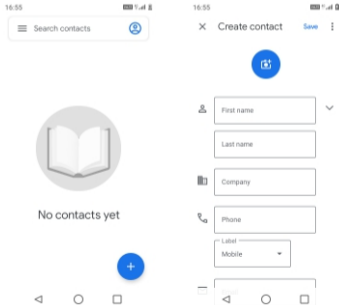 16:55
Search contacts
No contacts yet
16:55
Create contact
Save
First name
Last name
Company
Phone
Label
Mobile